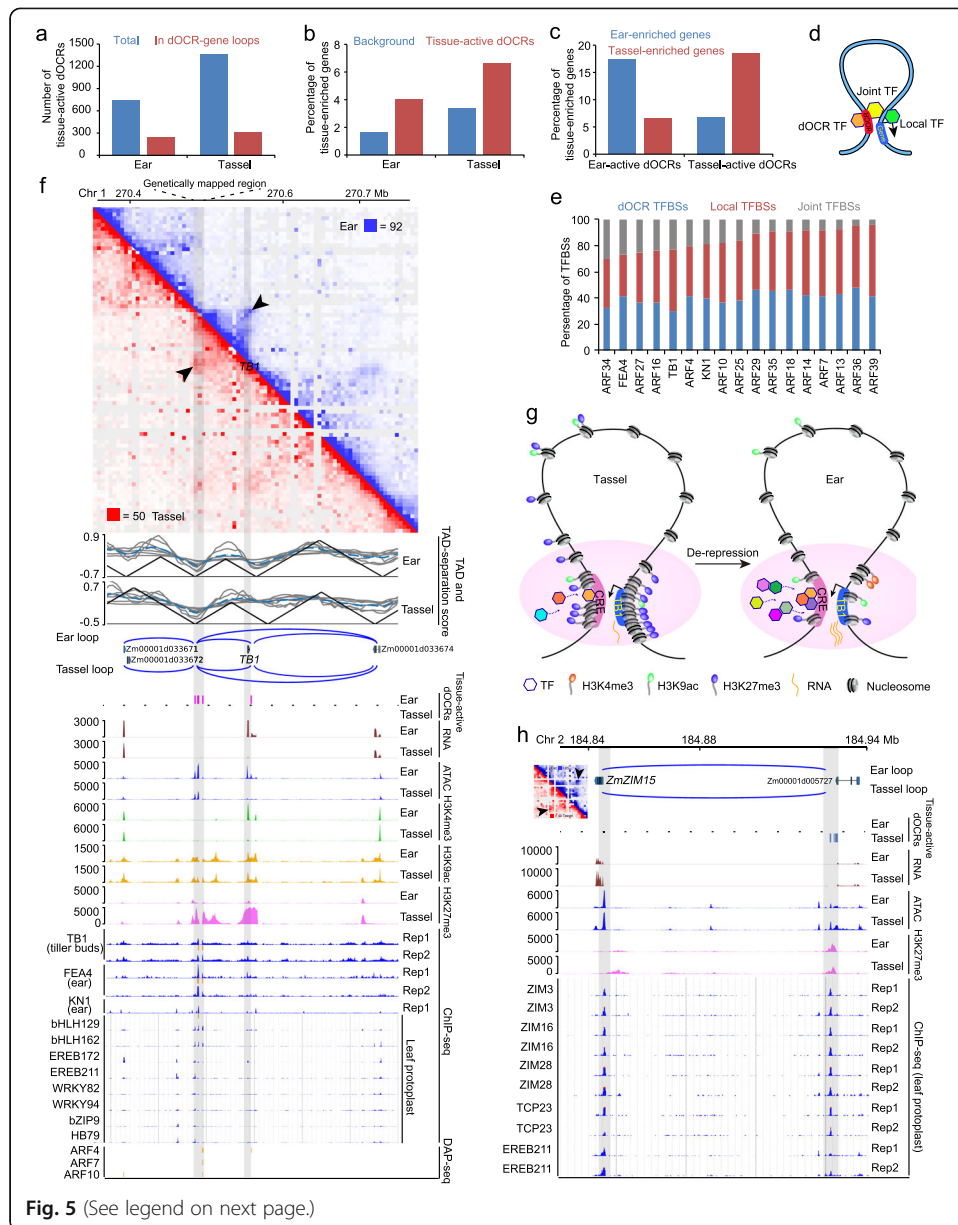 a
Total
In dOCR-gene loops
Number of
tissue-active dOCRs
1500
1200
900
600
300
0
Ear
Tassel
b
Background
Tissue-active dOCRs
Percentage of
tissue-enriched genes
8
6
4
2
0
Ear
Tassel
c
Ear-enriched genes
Tassel-enriched genes
Percentage of
tissue-enriched genes
20
15
10
5
0
Ear-active dOCRs
Tassel-active dOCRs
d
Joint TF
dOCR TF
Local TF
e
dOCR TFBSs
Local TFBSs
Joint TFBSs
Persentage of TFBSs
100
80
60
40
20
0
ARF34
FEA4
ARF27
ARF16
TB1
ARF4
KN1
ARF10
ARF25
ARF29
ARF35
ARF18
ARF14
ARF7
ARF13
ARF36
ARF39
f
Genetically mapped region
Chr 1
270.4
270.6
270.7 Mb
Ear = 92
TB1
= 50 Tassel
0.9
-0.7
Ear
0.7
-0.5
Tassel
TAD and
TAD-separation score
Ear loop
Zm00001d033671
Zm00001d033672
TB1
Zm00001d033674
Tassel loop
Ear
Tassel
Tissue-active
dOCRs
3000
Ear
3000
Tassel
RNA
5000
Ear
5000
Tassel
ATAC
6000
Ear
6000
Tassel
H3K4me3
1500
Ear
1500
Tassel
H3K9ac
5000
Ear
5000
Tassel
0
H3K27me3
TB1
(tiller buds)
Rep1
Rep2
FEA4
(ear)
Rep1
Rep2
KN1
(ear)
Rep1
bHLH129
bHLH162
EREB172
EREB211
WRKY82
WRKY94
bZIP9
HB79
Leaf protoplast
ChIP-seq
ARF4
ARF7
ARF10
DAP-seq
g
Tassel
De-repression
Ear
CRE
TB1
CRE
TB1
TF
H3K4me3
H3K9ac
H3K27me3
RNA
Nucleosome
h
Chr 2
184.84
184.88
184.94 Mb
ZmZIM15
Zm00001d005727
Ear loop
Tassel loop
Ear
Tassel
Tissue-active
dOCRs
10000
Ear
10000
Tassel
RNA
6000
Ear
6000
Tassel
ATAC
5000
Ear
5000
Tassel
0
H3K27me3
ZIM3
Rep1
ZIM3
Rep2
ZIM16
Rep1
ZIM16
Rep2
ZIM28
Rep1
ZIM28
Rep2
TCP23
Rep1
TCP23
Rep2
EREB211
Rep1
EREB211
Rep2
ChIP-seq (leaf protoplast)
Fig. 5 (See legend on next page.)